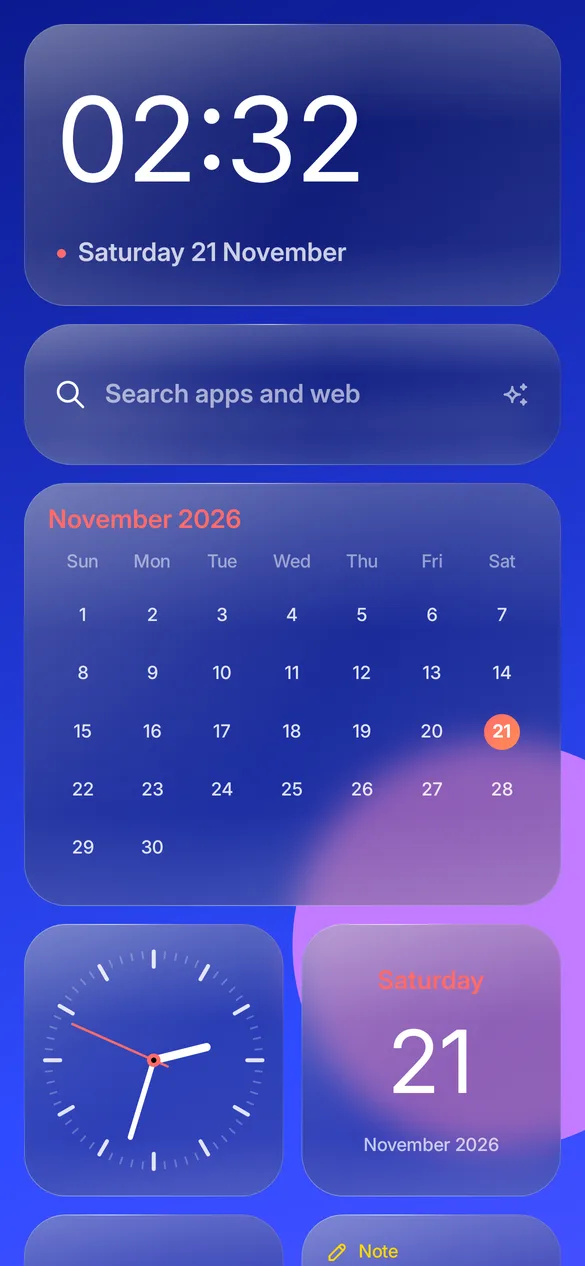 02:32
Saturday 21 November
Search apps and web
November 2026
Sun Mon Tue Wed Thu Fri Sat
1 2 3 4 5 6 7
8 9 10 11 12 13 14
15 16 17 18 19 20 21
22 23 24 25 26 27 28
29 30
Saturday
21
November 2026
Note